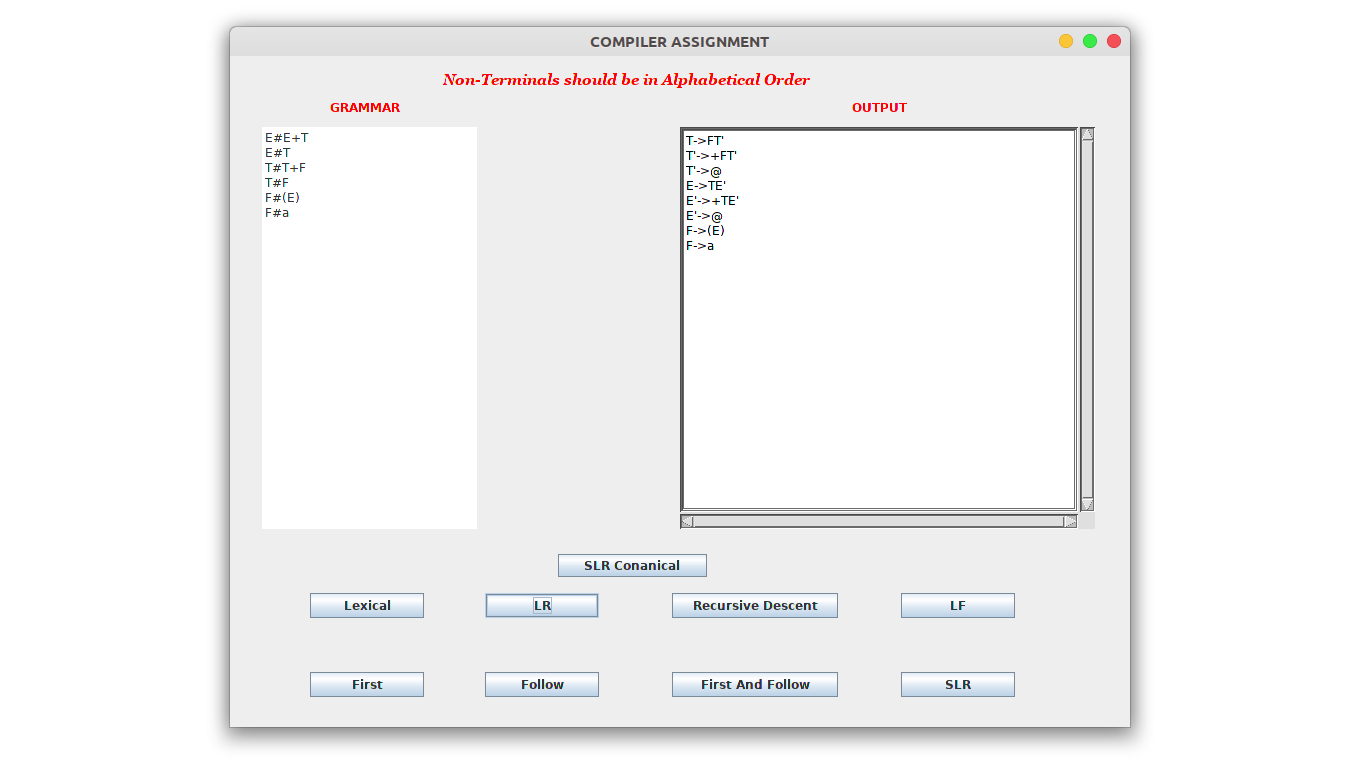 COMPILER ASSIGNMENT
Non-Terminals should be in Alphabetical Order
GRAMMAR
E#E+T
E#T
T#T+F
T#F
F#(E)
F#a
OUTPUT
T->FT'
T'->+FT'
T'->@
E->TE'
E'->+TE'
E'->@
F->(E)
F->a
SLR Conanical
Lexical
LR
Recursive Descent
LF
First
Follow
First And Follow
SLR